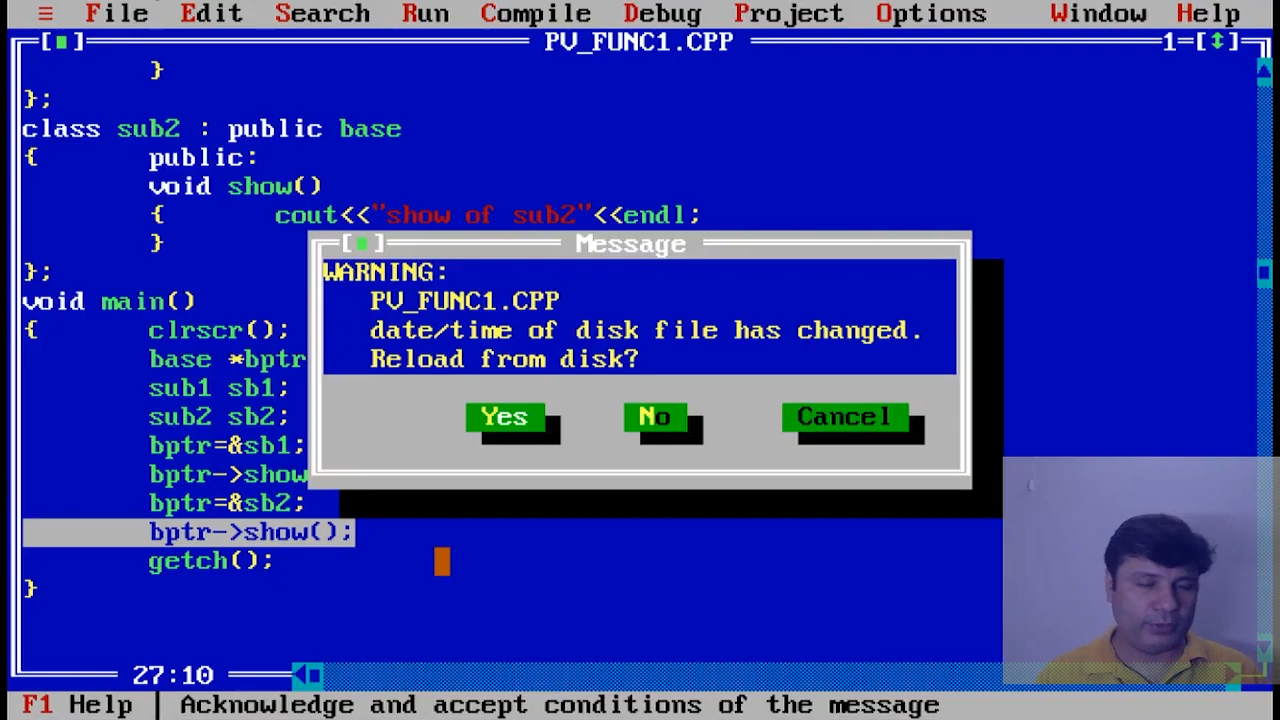 ≡ File Edit Search Run Compile Debug Project Options Window Help
PV_FUNC1.CPP 1
}
};
class sub2 : public base
{ public:
void show()
{ cout<<"show of sub2"<<endl;
}
};
void main()
{ clrscr();
base *bptr
sub1 sb1;
sub2 sb2;
bptr=&sb1;
bptr->show
bptr=&sb2;
bptr->show();
getch();
}
Message
WARNING:
PV_FUNC1.CPP
date/time of disk file has changed.
Reload from disk?
Yes No Cancel
27:10
F1 Help | Acknowledge and accept conditions of the message